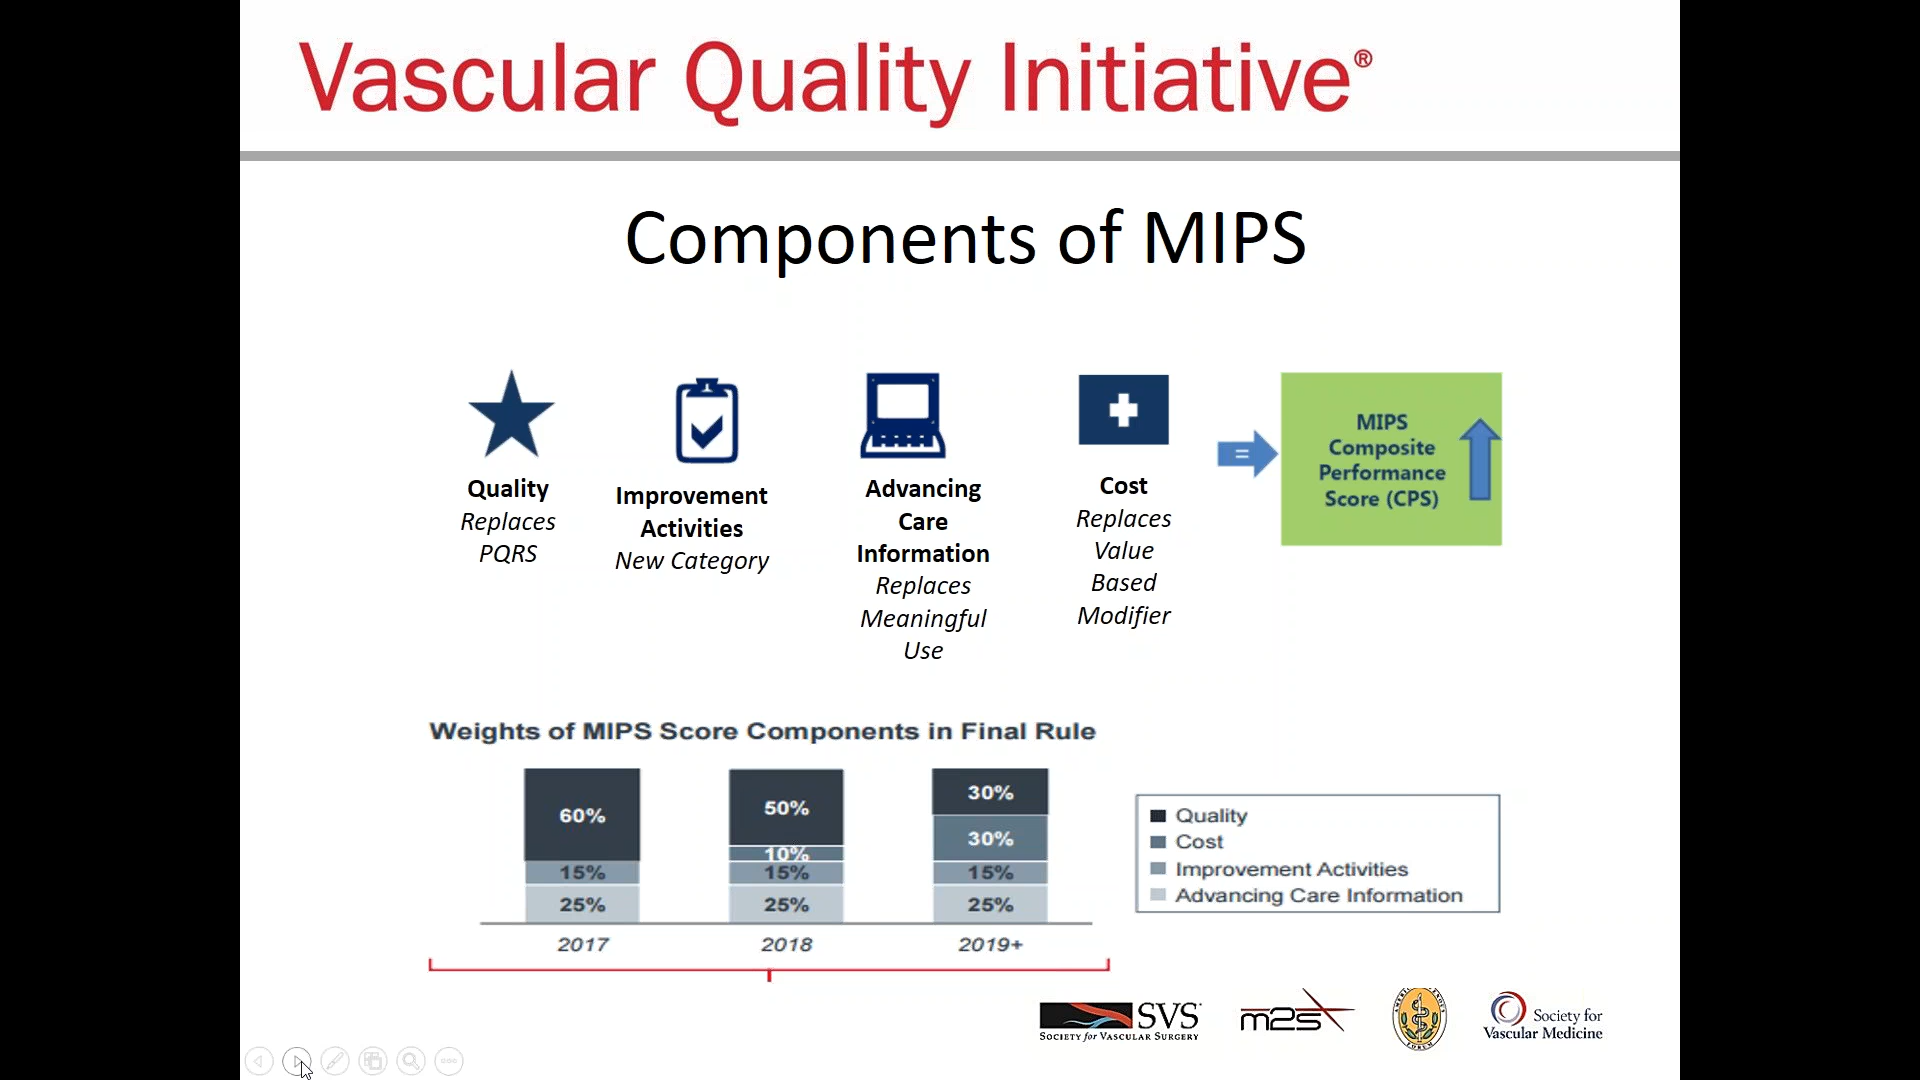 Vascular Quality Initiative®
Components of MIPS
Quality
Replaces
PQRS
Improvement
Activities
New Category
Advancing
Care
Information
Replaces
Meaningful
Use
Cost
Replaces
Value
Based
Modifier
=
MIPS
Composite
Performance
Score (CPS)
Weights of MIPS Score Components in Final Rule
60%
15%
25%
2017
50%
10%
15%
25%
2018
30%
30%
15%
25%
2019+
Quality
Cost
Improvement Activities
Advancing Care Information
SVS
SOCIETY for VASCULAR SURGERY
m2s
FORUM
Society for
Vascular Medicine